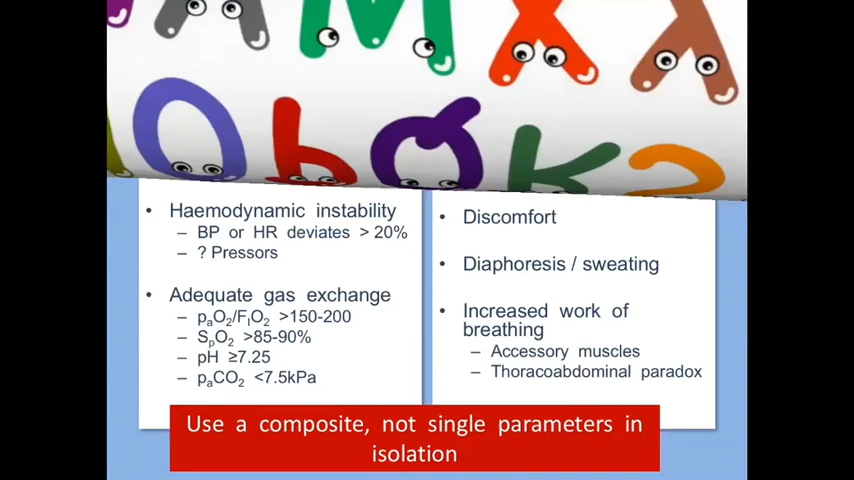 • Haemodynamic instability
– BP or HR deviates > 20%
– ? Pressors
• Adequate gas exchange
– pₐO₂/FᵢO₂ >150-200
– SₚO₂ >85-90%
– pH ≥7.25
– pₐCO₂ <7.5kPa
• Discomfort
• Diaphoresis / sweating
• Increased work of
breathing
– Accessory muscles
– Thoracoabdominal paradox
Use a composite, not single parameters in
isolation